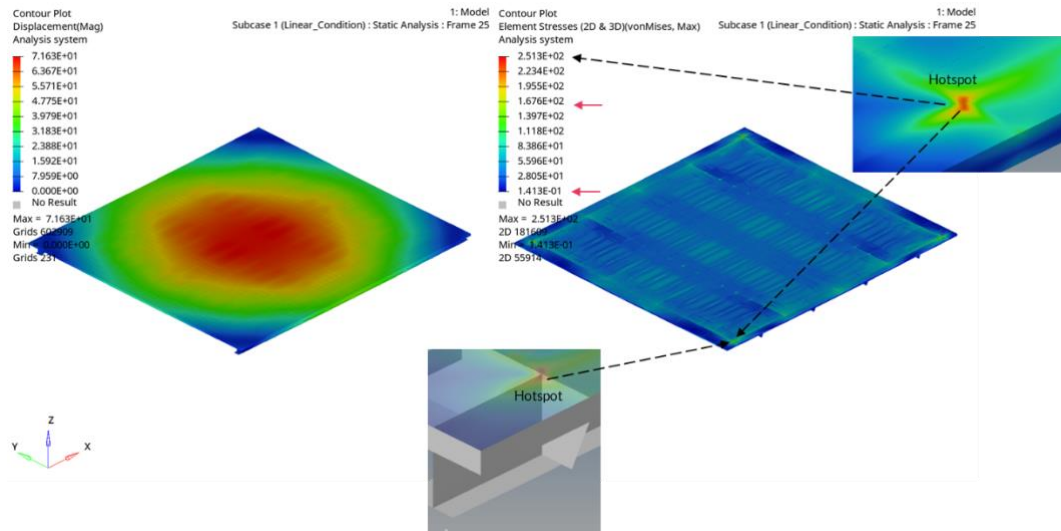 Contour Plot
Displacement(Mag)
Analysis system
7.163E+01
6.367E+01
5.571E+01
4.775E+01
3.979E+01
3.183E+01
2.388E+01
1.592E+01
7.959E+00
0.000E+00
No Result
Max = 7.163E+01
Grids 602909
Min = 0.000E+00
Grids 231
1: Model
Subcase 1 (Linear_Condition) : Static Analysis : Frame 25
Contour Plot
Element Stresses (2D & 3D)(vonMises, Max)
Analysis system
2.513E+02
2.234E+02
1.955E+02
1.676E+02
1.397E+02
1.118E+02
8.386E+01
5.596E+01
2.805E+01
1.413E-01
No Result
Max = 2.513E+02
2D 181609
Min = 1.413E-01
2D 55914
1: Model
Subcase 1 (Linear_Condition) : Static Analysis : Frame 25
Hotspot
Hotspot
Z
Y
X